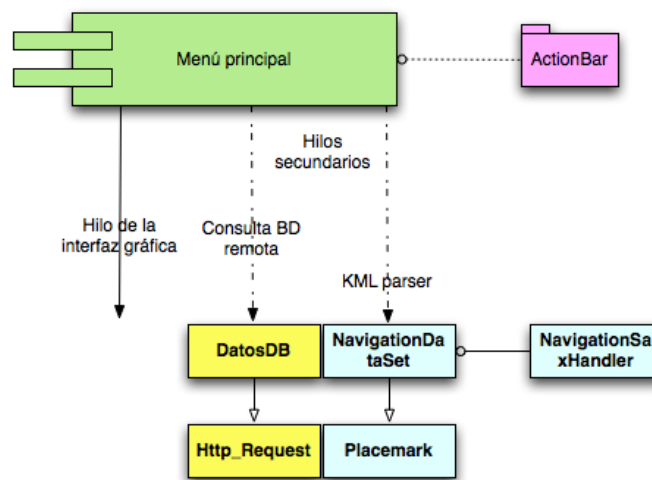 Menú principal
ActionBar
Hilos
secundarios
Hilo de la
interfaz gráfica
Consulta BD
remota
KML parser
DatosDB
NavigationDa
taSet
NavigationSa
xHandler
Http_Request
Placemark